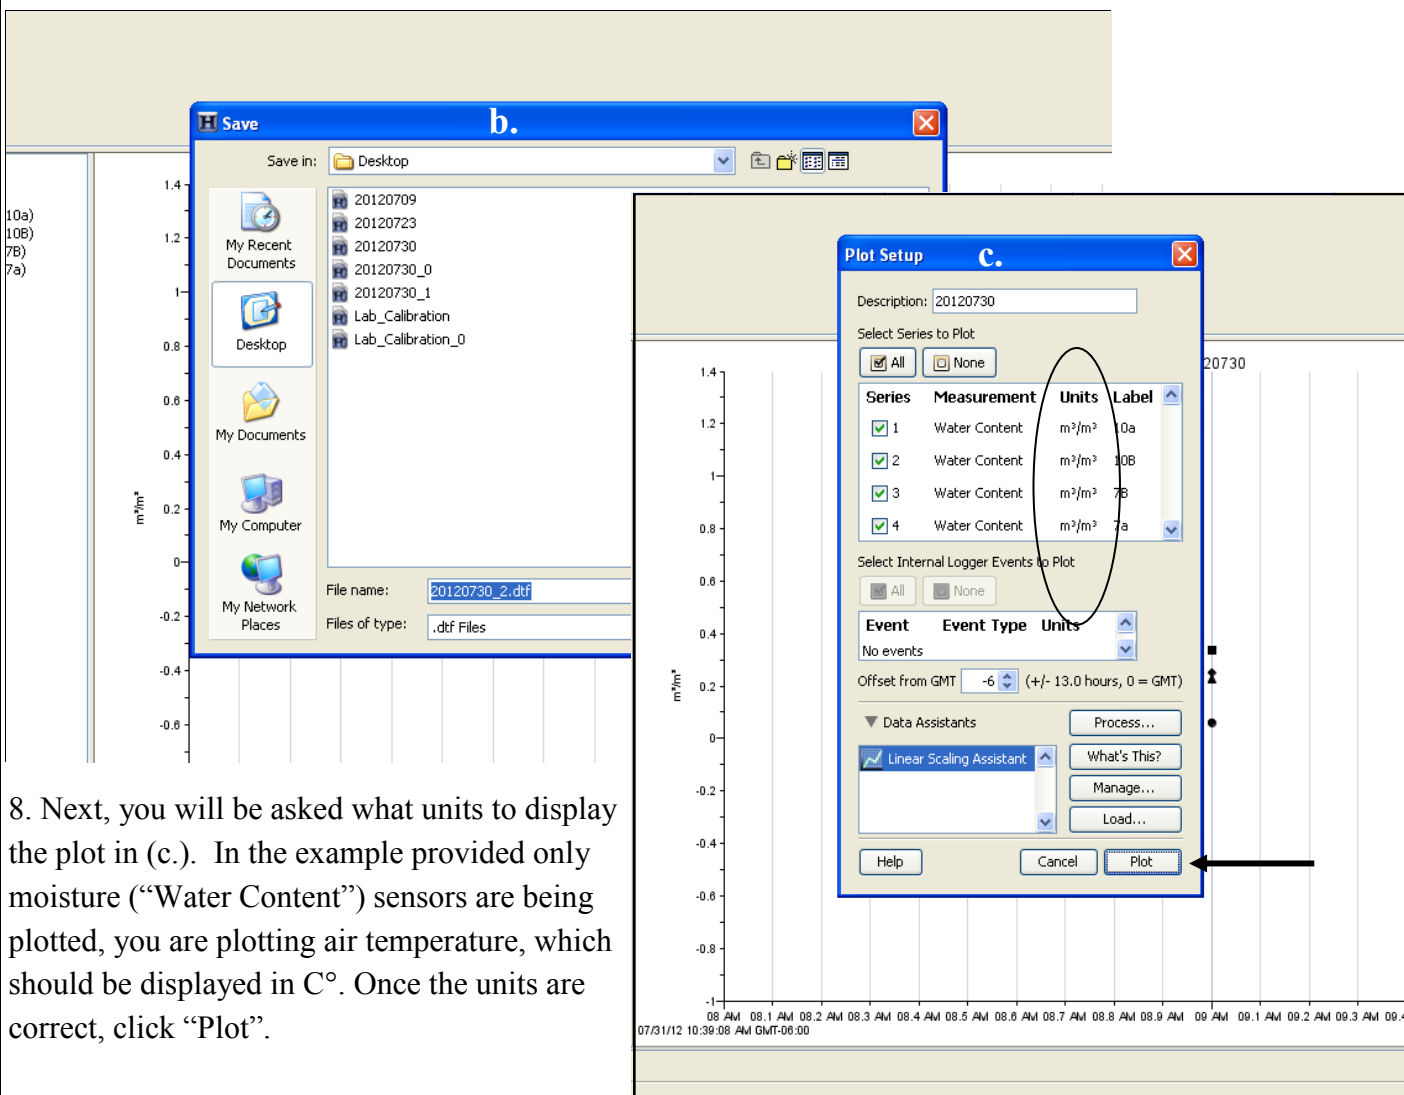 Save
b.
Save in:
Desktop
My Recent
Documents
Desktop
My Documents
My Computer
My Network
Places
20120709
20120723
20120730
20120730_0
20120730_1
Lab_Calibration
Lab_Calibration_0
File name:
20120730_2.dtf
Files of type:
.dtf Files
10a)
10B)
7B)
7a)
1.4
1.2
1
0.8
0.6
0.4
0.2
0
-0.2
-0.4
-0.6
m³/m³
Plot Setup
c.
Description: 20120730
Select Series to Plot
All None
Series Measurement Units Label
1 Water Content m³/m³ 10a
2 Water Content m³/m³ 10B
3 Water Content m³/m³ 7B
4 Water Content m³/m³ 7a
Select Internal Logger Events to Plot
All None
Event Event Type Units
No events
Offset from GMT -6 (+/- 13.0 hours, 0 = GMT)
Data Assistants
Process...
Linear Scaling Assistant
What's This?
Manage...
Load...
Help Cancel Plot
20730
1.4
1.2
1
0.8
0.6
0.4
0.2
0
-0.2
-0.4
-0.6
-0.8
-1
m³/m³
08 AM 08.1 AM 08.2 AM 08.3 AM 08.4 AM 08.5 AM 08.6 AM 08.7 AM 08.8 AM 08.9 AM 09 AM 09.1 AM 09.2 AM 09.3 AM 09.4
07/31/12 10:39:08 AM GMT-06:00
8. Next, you will be asked what units to display
the plot in (c.). In the example provided only
moisture (“Water Content”) sensors are being
plotted, you are plotting air temperature, which
should be displayed in C°. Once the units are
correct, click “Plot”.